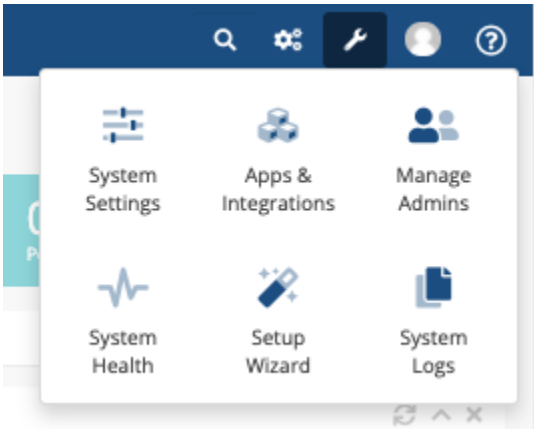 System
Settings
Apps &
Integrations
Manage
Admins
System
Health
Setup
Wizard
System
Logs